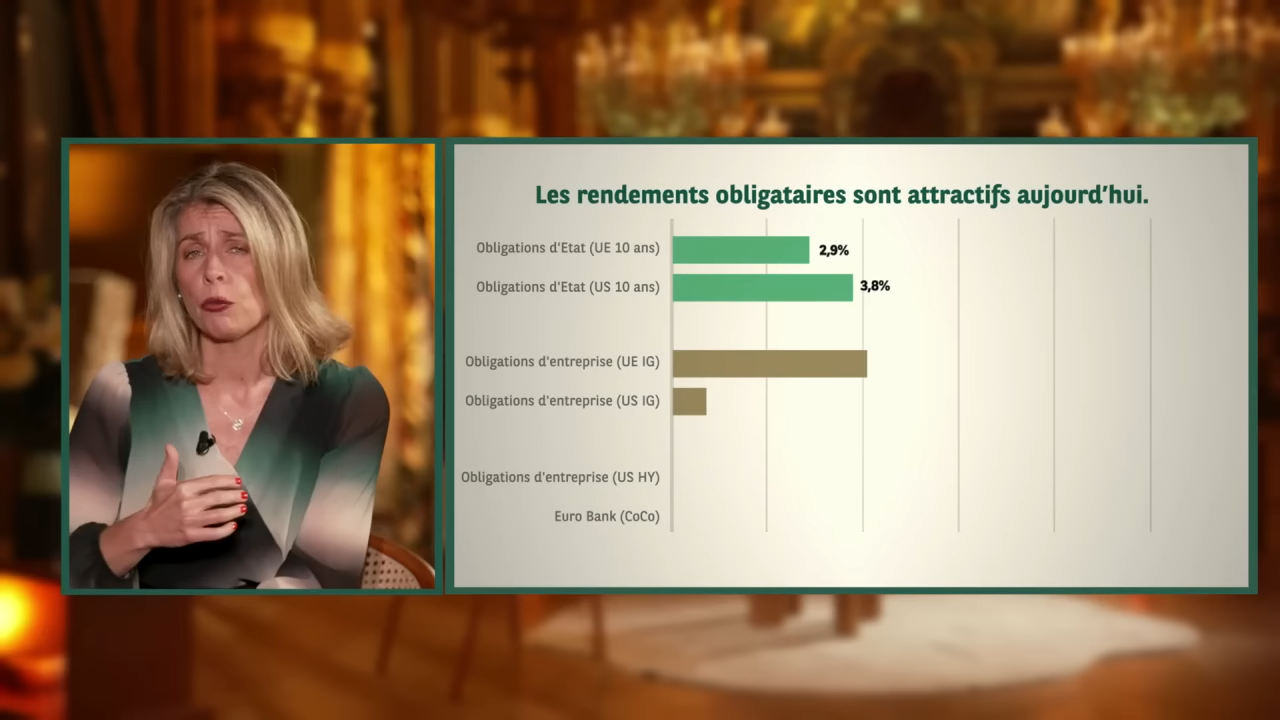 Les rendements obligataires sont attractifs aujourd'hui.
Obligations d'Etat (UE 10 ans) 2,9%
Obligations d'Etat (US 10 ans) 3,8%
Obligations d'entreprise (UE IG)
Obligations d'entreprise (US IG)
Obligations d'entreprise (US HY)
Euro Bank (CoCo)